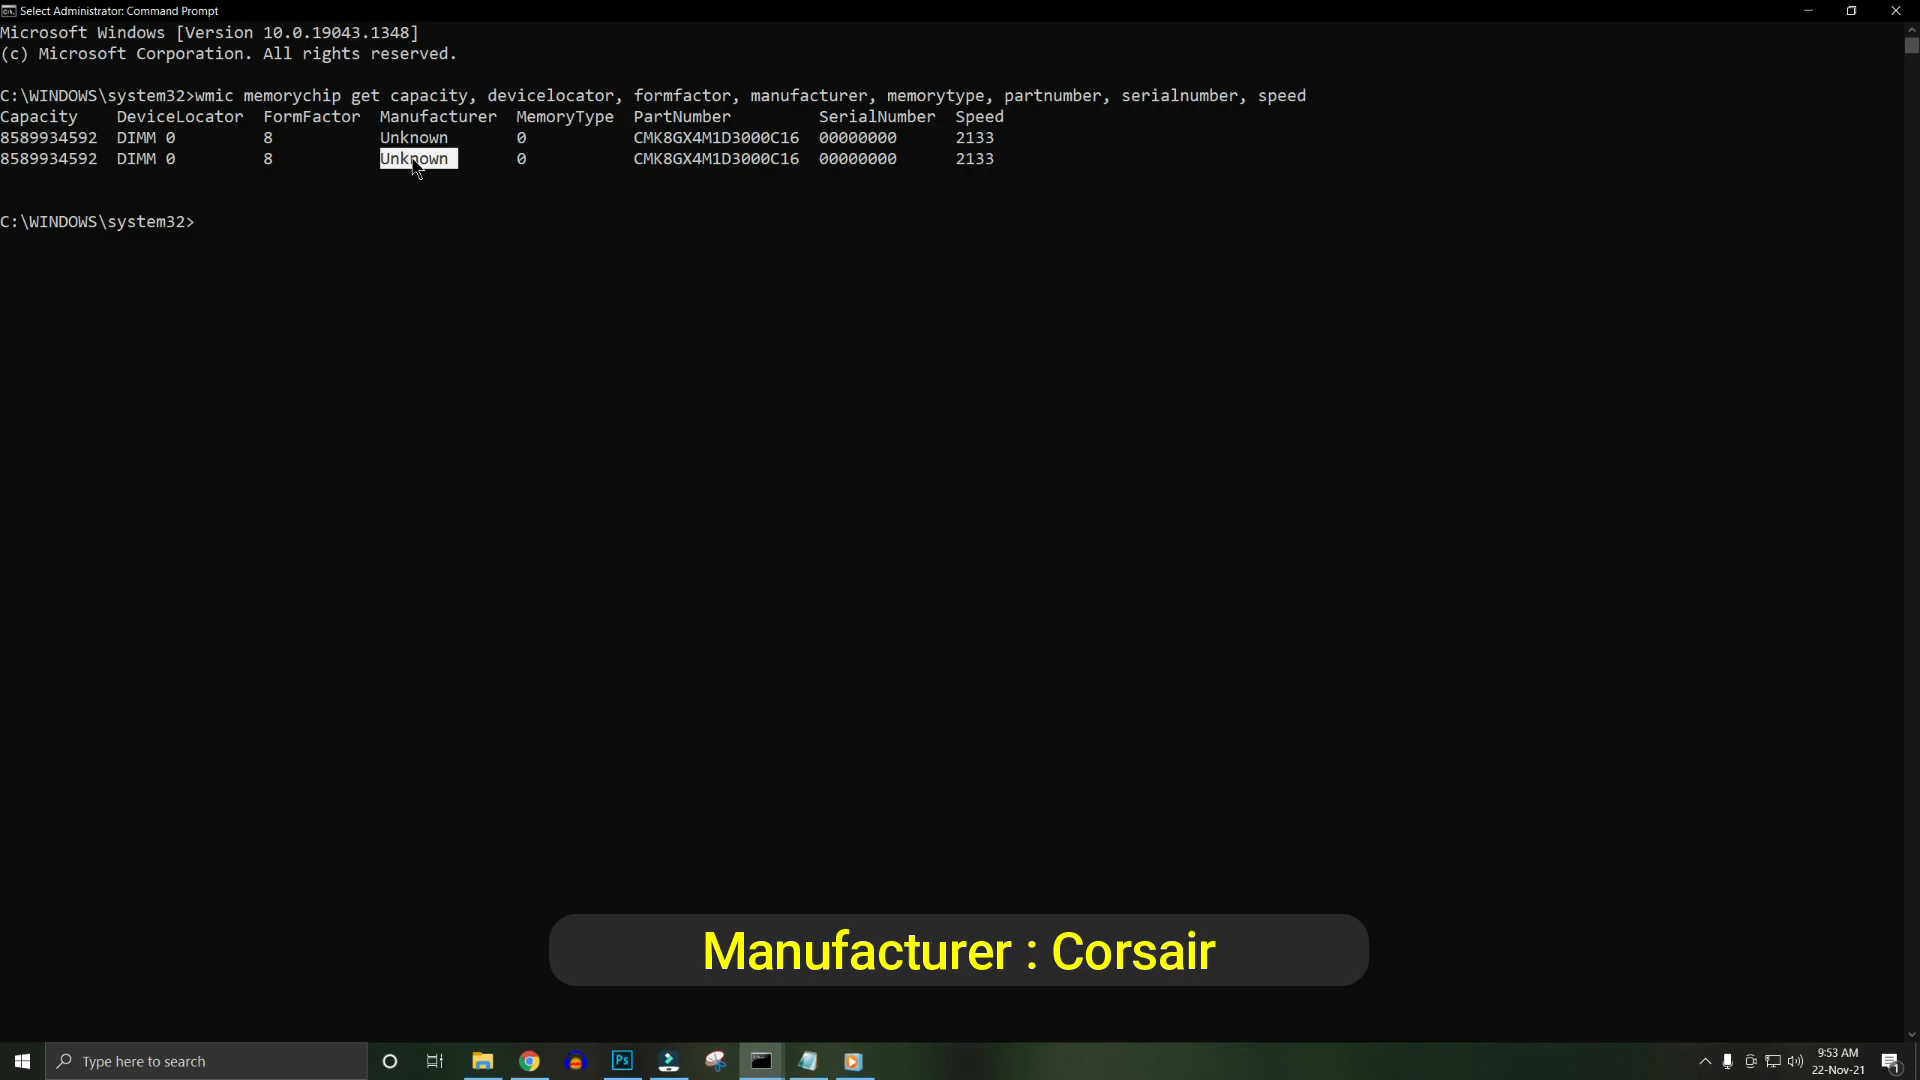 Select Administrator: Command Prompt
Microsoft Windows [Version 10.0.19043.1348]
(c) Microsoft Corporation. All rights reserved.
C:\WINDOWS\system32>wmic memorychip get capacity, devicelocator, formfactor, manufacturer, memorytype, partnumber, serialnumber, speed
Capacity DeviceLocator FormFactor Manufacturer MemoryType PartNumber SerialNumber Speed
8589934592 DIMM 0 8 Unknown 0 CMK8GX4M1D3000C16 00000000 2133
8589934592 DIMM 0 8 Unknown 0 CMK8GX4M1D3000C16 00000000 2133
C:\WINDOWS\system32>
Manufacturer : Corsair
Type here to search
Ps
9:53 AM
22-Nov-21
1